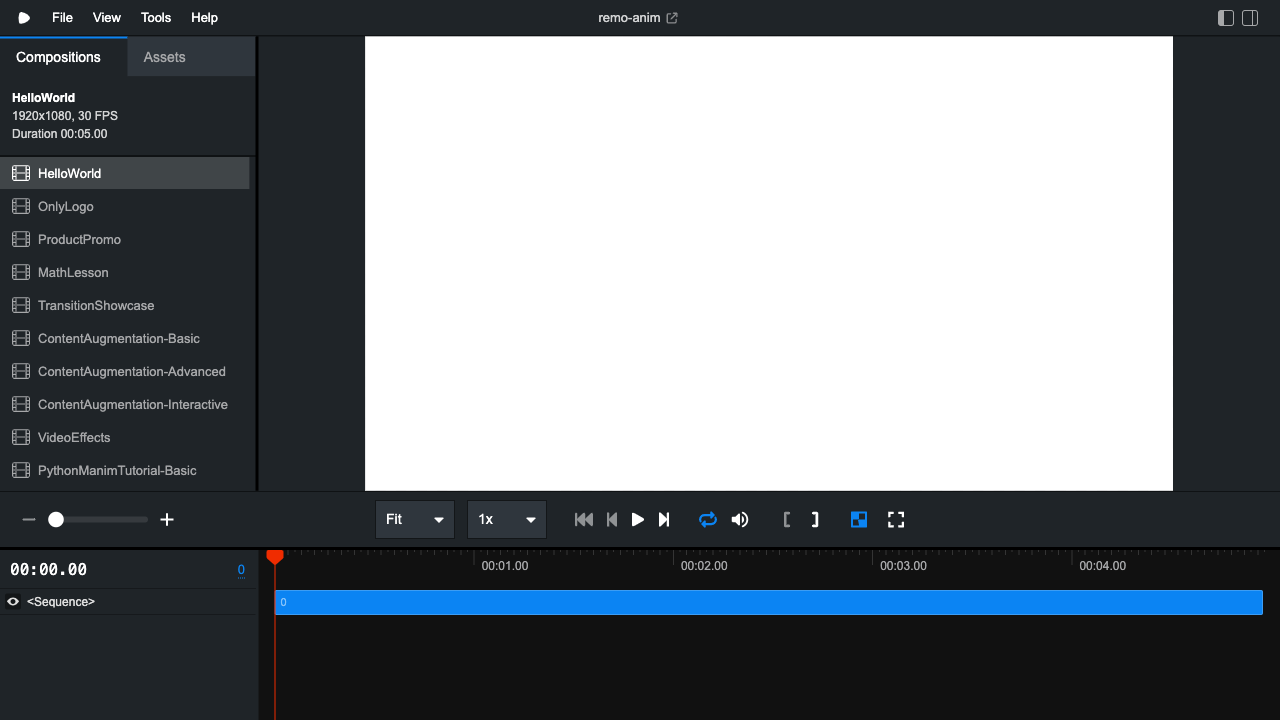 File View Tools Help
remo-anim
Compositions Assets
HelloWorld
1920x1080, 30 FPS
Duration 00:05.00
HelloWorld
OnlyLogo
ProductPromo
MathLesson
TransitionShowcase
ContentAugmentation-Basic
ContentAugmentation-Advanced
ContentAugmentation-Interactive
VideoEffects
PythonManimTutorial-Basic
Fit 1x
00:00.00 0
00:01.00 00:02.00 00:03.00 00:04.00
<Sequence>
0